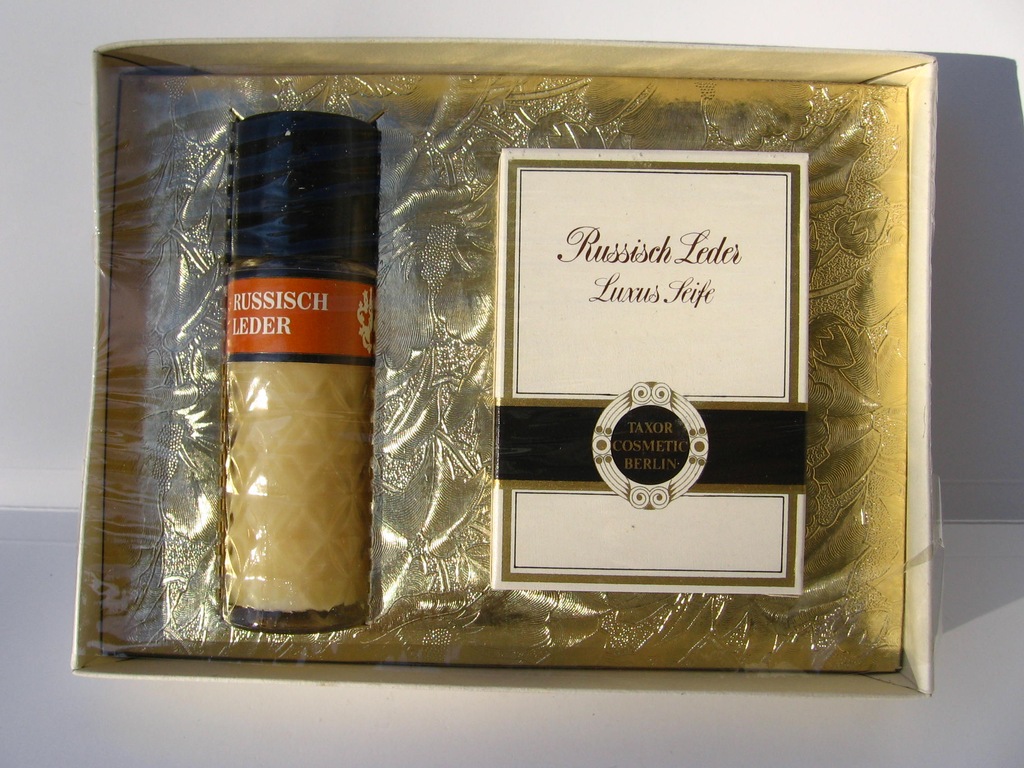 RUSSISCH
LEDER
Russisch Leder
Luxus Seife
TAXOR
COSMETIC
BERLIN·